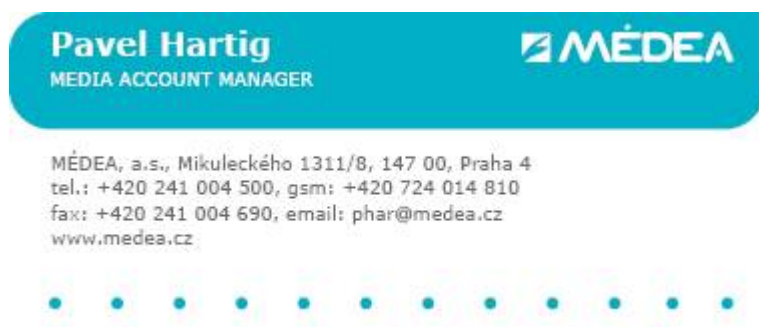 Pavel Hartig
MÉDEA
MEDIA ACCOUNT MANAGER
MÉDEA, a.s., Mikuleckého 1311/8, 147 00, Praha 4
tel.: +420 241 004 500, gsm: +420 724 014 810
fax: +420 241 004 690, email: phar@medea.cz
www.medea.cz